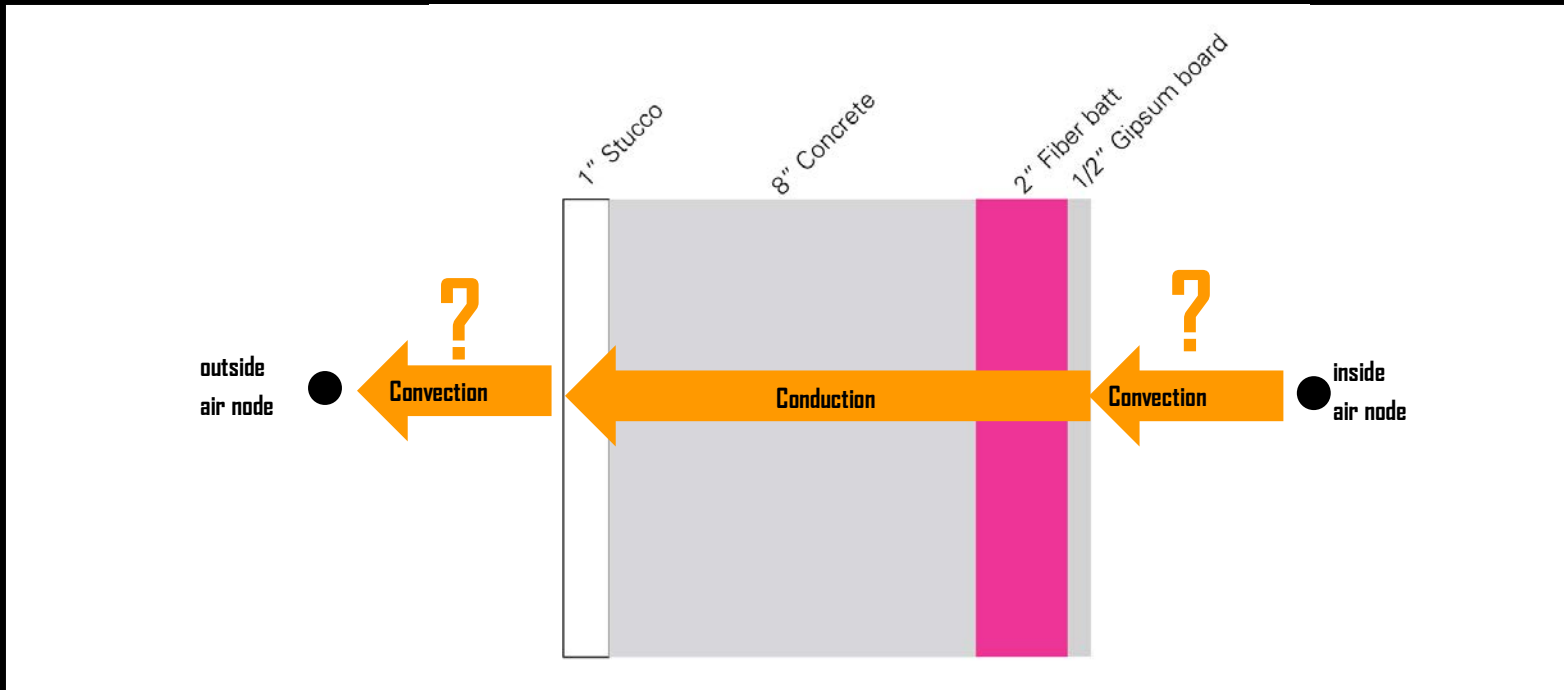 1" Stucco
8" Concrete
2" Fiber batt
1/2" Gipsum board
?
?
outside
air node
Convection
Conduction
Convection
inside
air node